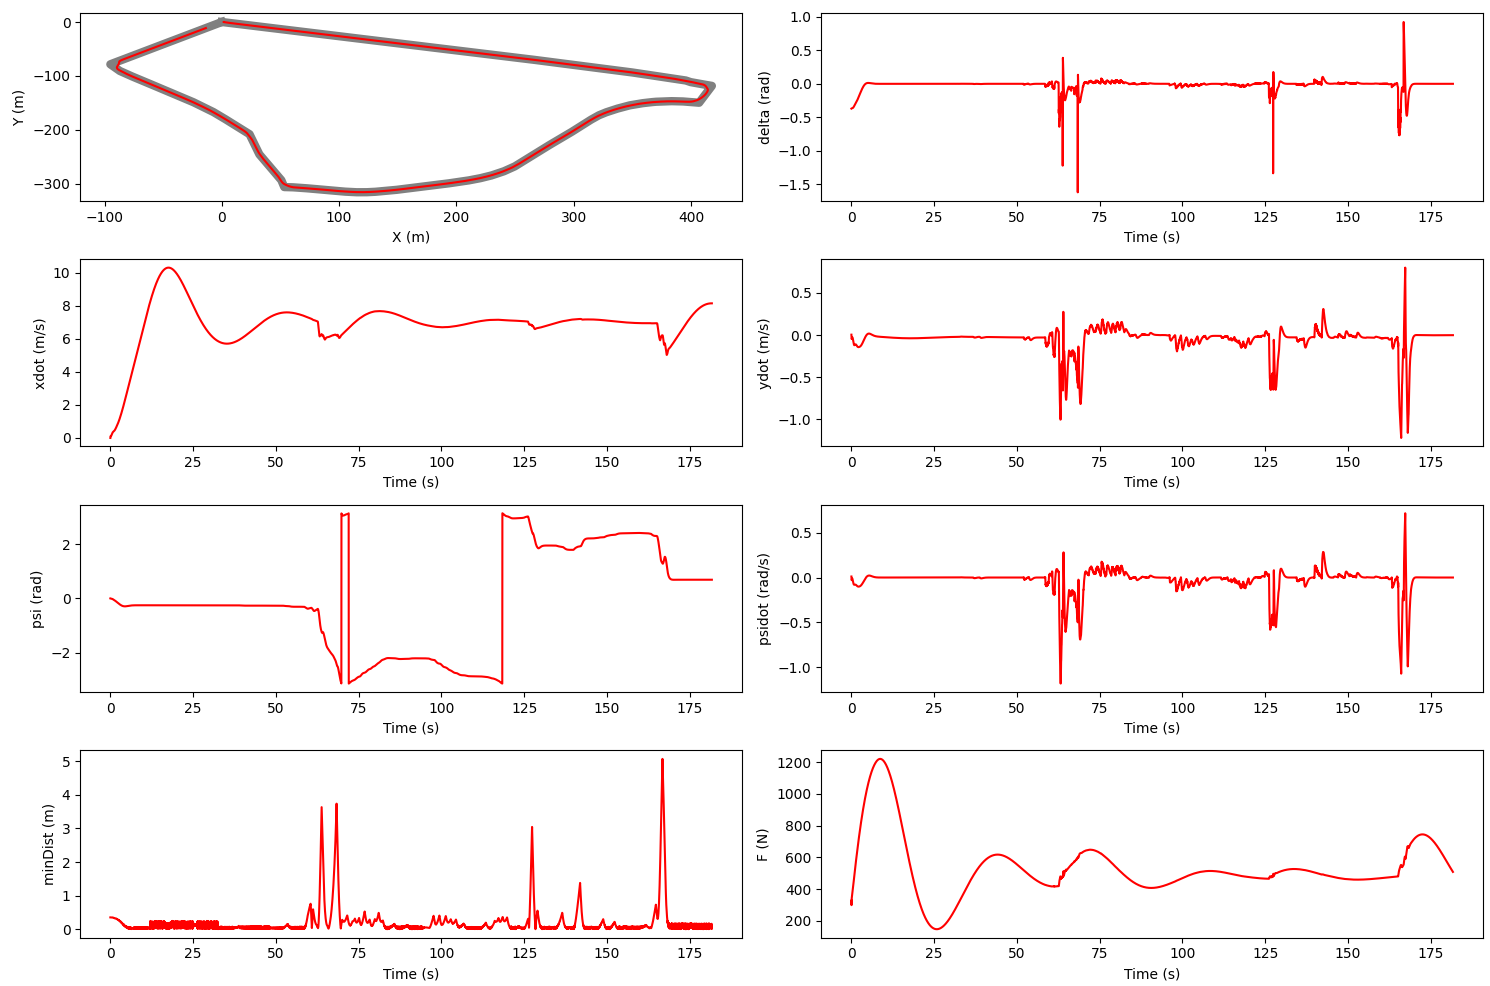 Y (m)
0
−100
−200
−300
−100 0 100 200 300 400
X (m)
delta (rad)
1.0
0.5
0.0
−0.5
−1.0
−1.5
0 25 50 75 100 125 150 175
Time (s)
xdot (m/s)
10
8
6
4
2
0
0 25 50 75 100 125 150 175
Time (s)
ydot (m/s)
0.5
0.0
−0.5
−1.0
0 25 50 75 100 125 150 175
Time (s)
psi (rad)
2
0
−2
0 25 50 75 100 125 150 175
Time (s)
psidot (rad/s)
0.5
0.0
−0.5
−1.0
0 25 50 75 100 125 150 175
Time (s)
minDist (m)
5
4
3
2
1
0
0 25 50 75 100 125 150 175
Time (s)
F (N)
1200
1000
800
600
400
200
0 25 50 75 100 125 150 175
Time (s)